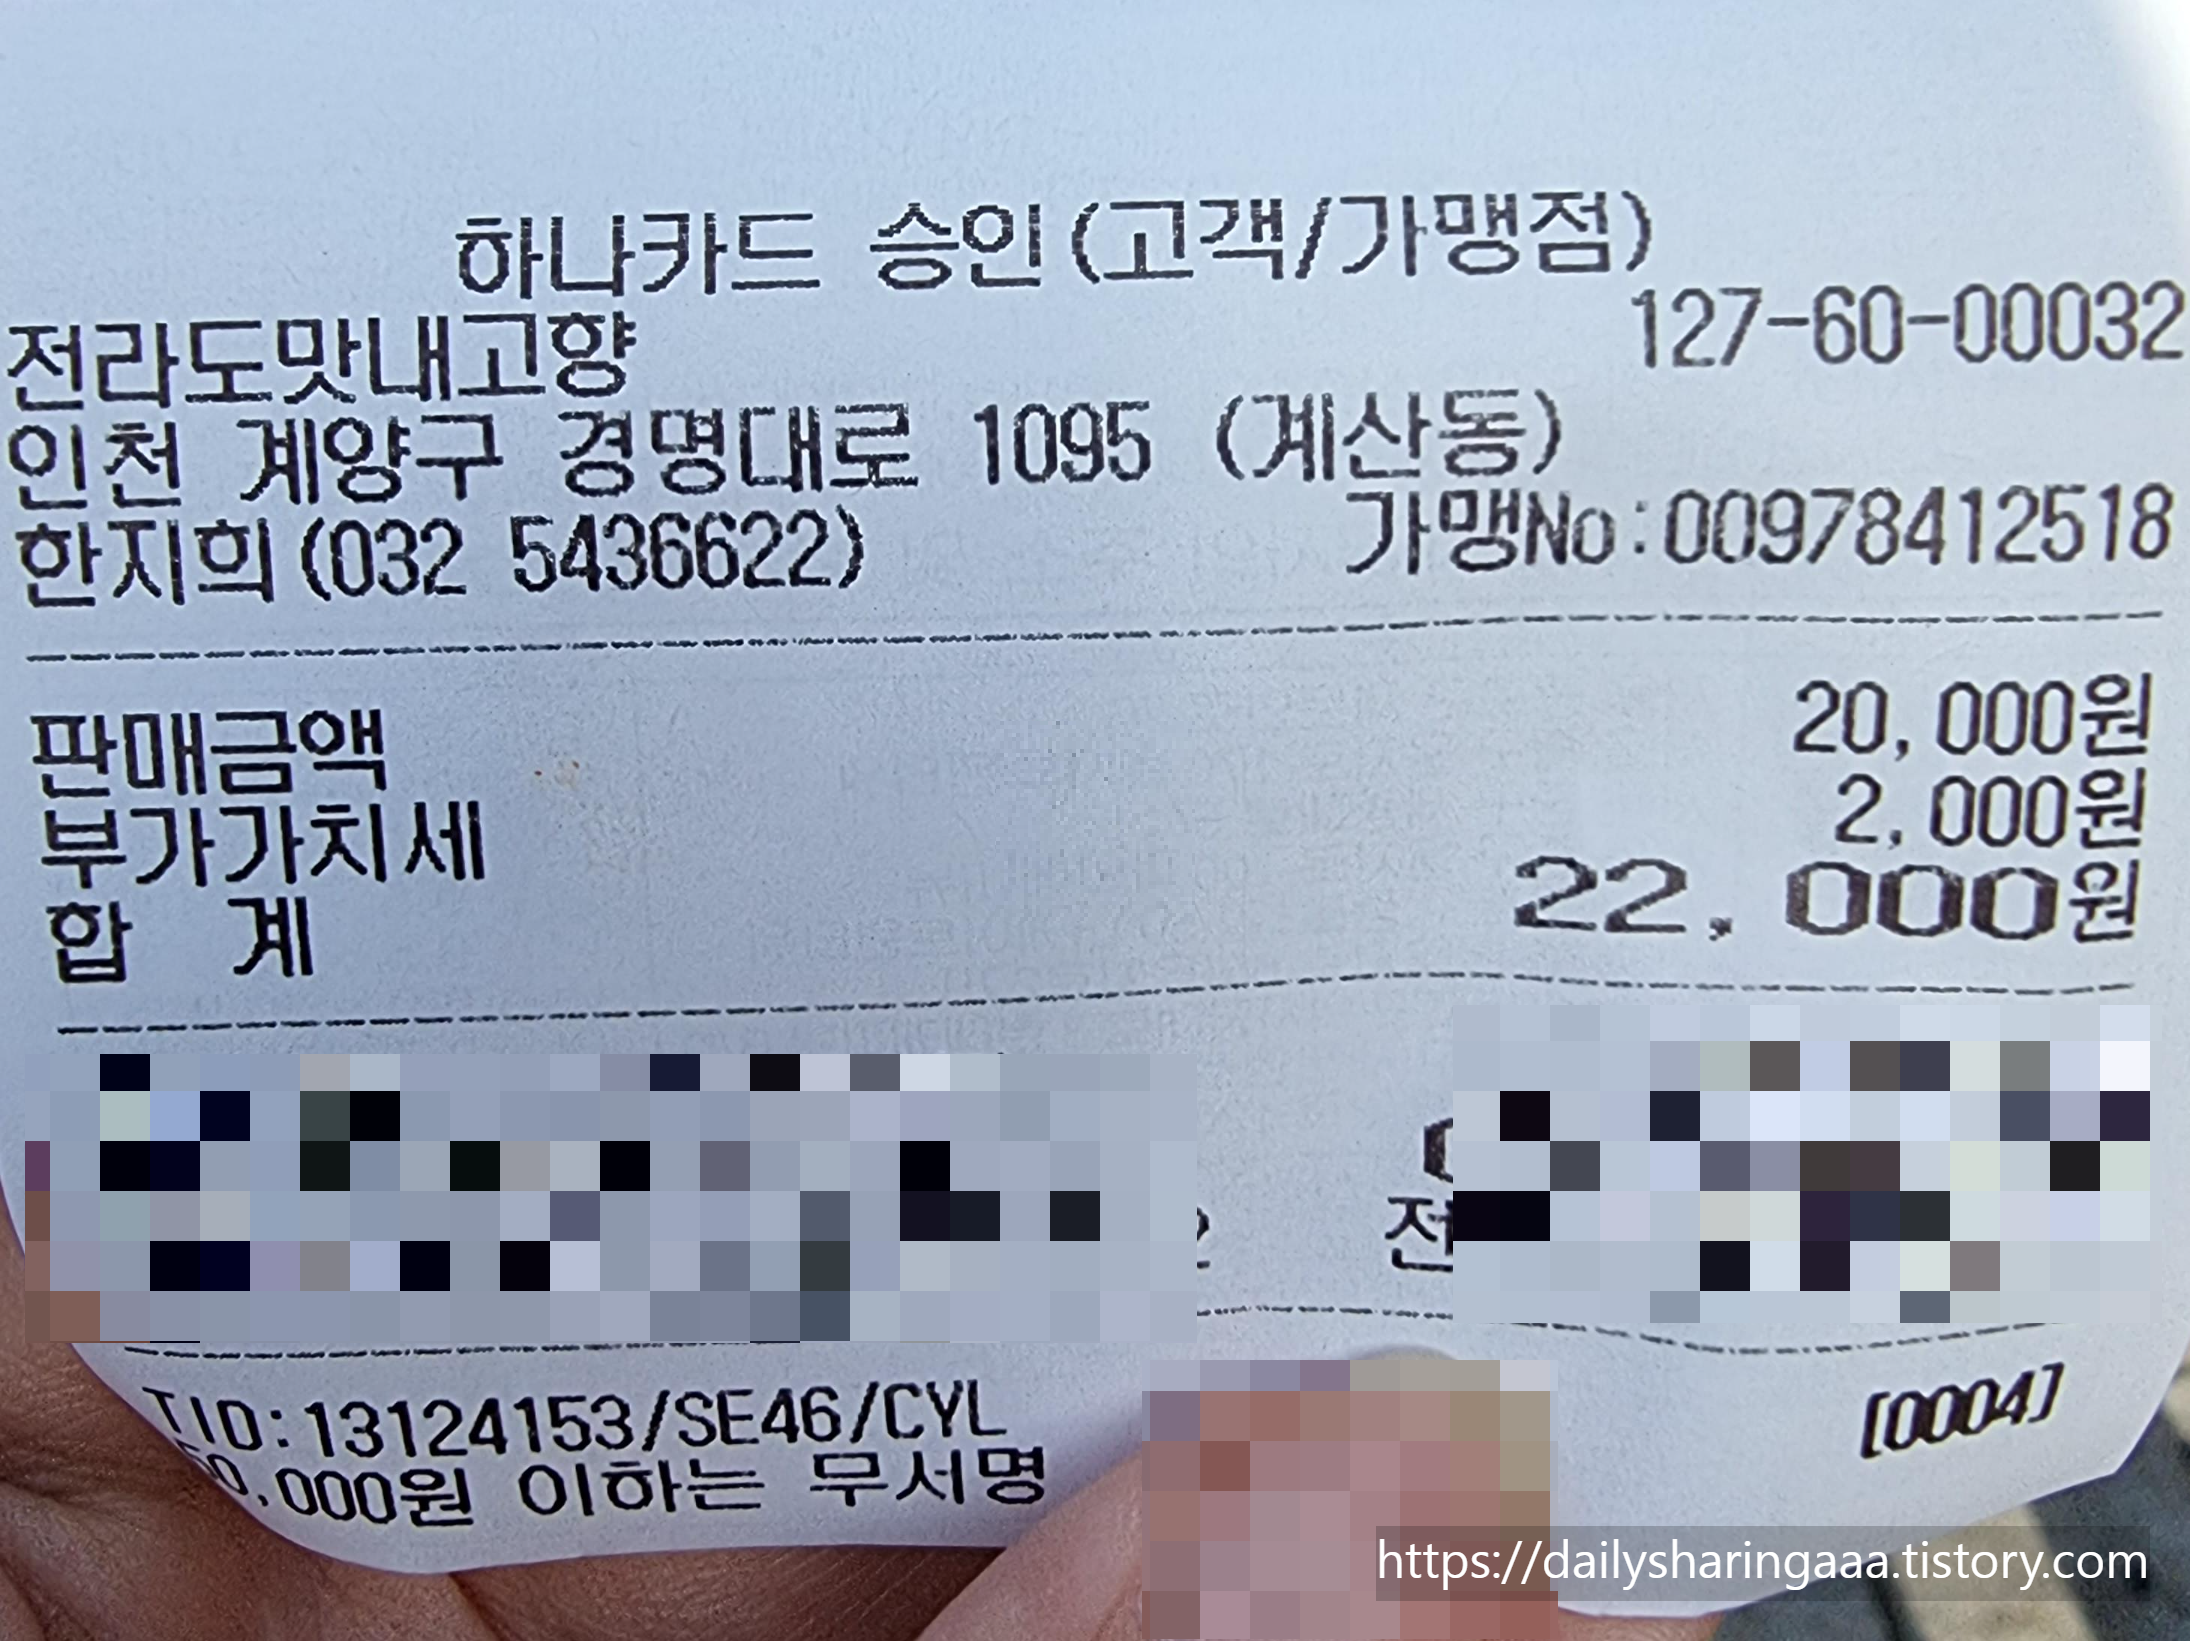 하나카드 승인(고객/가맹점)
전라도맛내고향 127-60-00032
인천 계양구 경명대로 1095 (계산동)
한지희(032 5436622) 가맹No:00978412518
판매금액 20,000원
부가가치세 2,000원
합 계 22,000원
전
TID:13124153/SE46/CYL [0004]
50,000원 이하는 무서명
https://dailysharingaaa.tistory.com